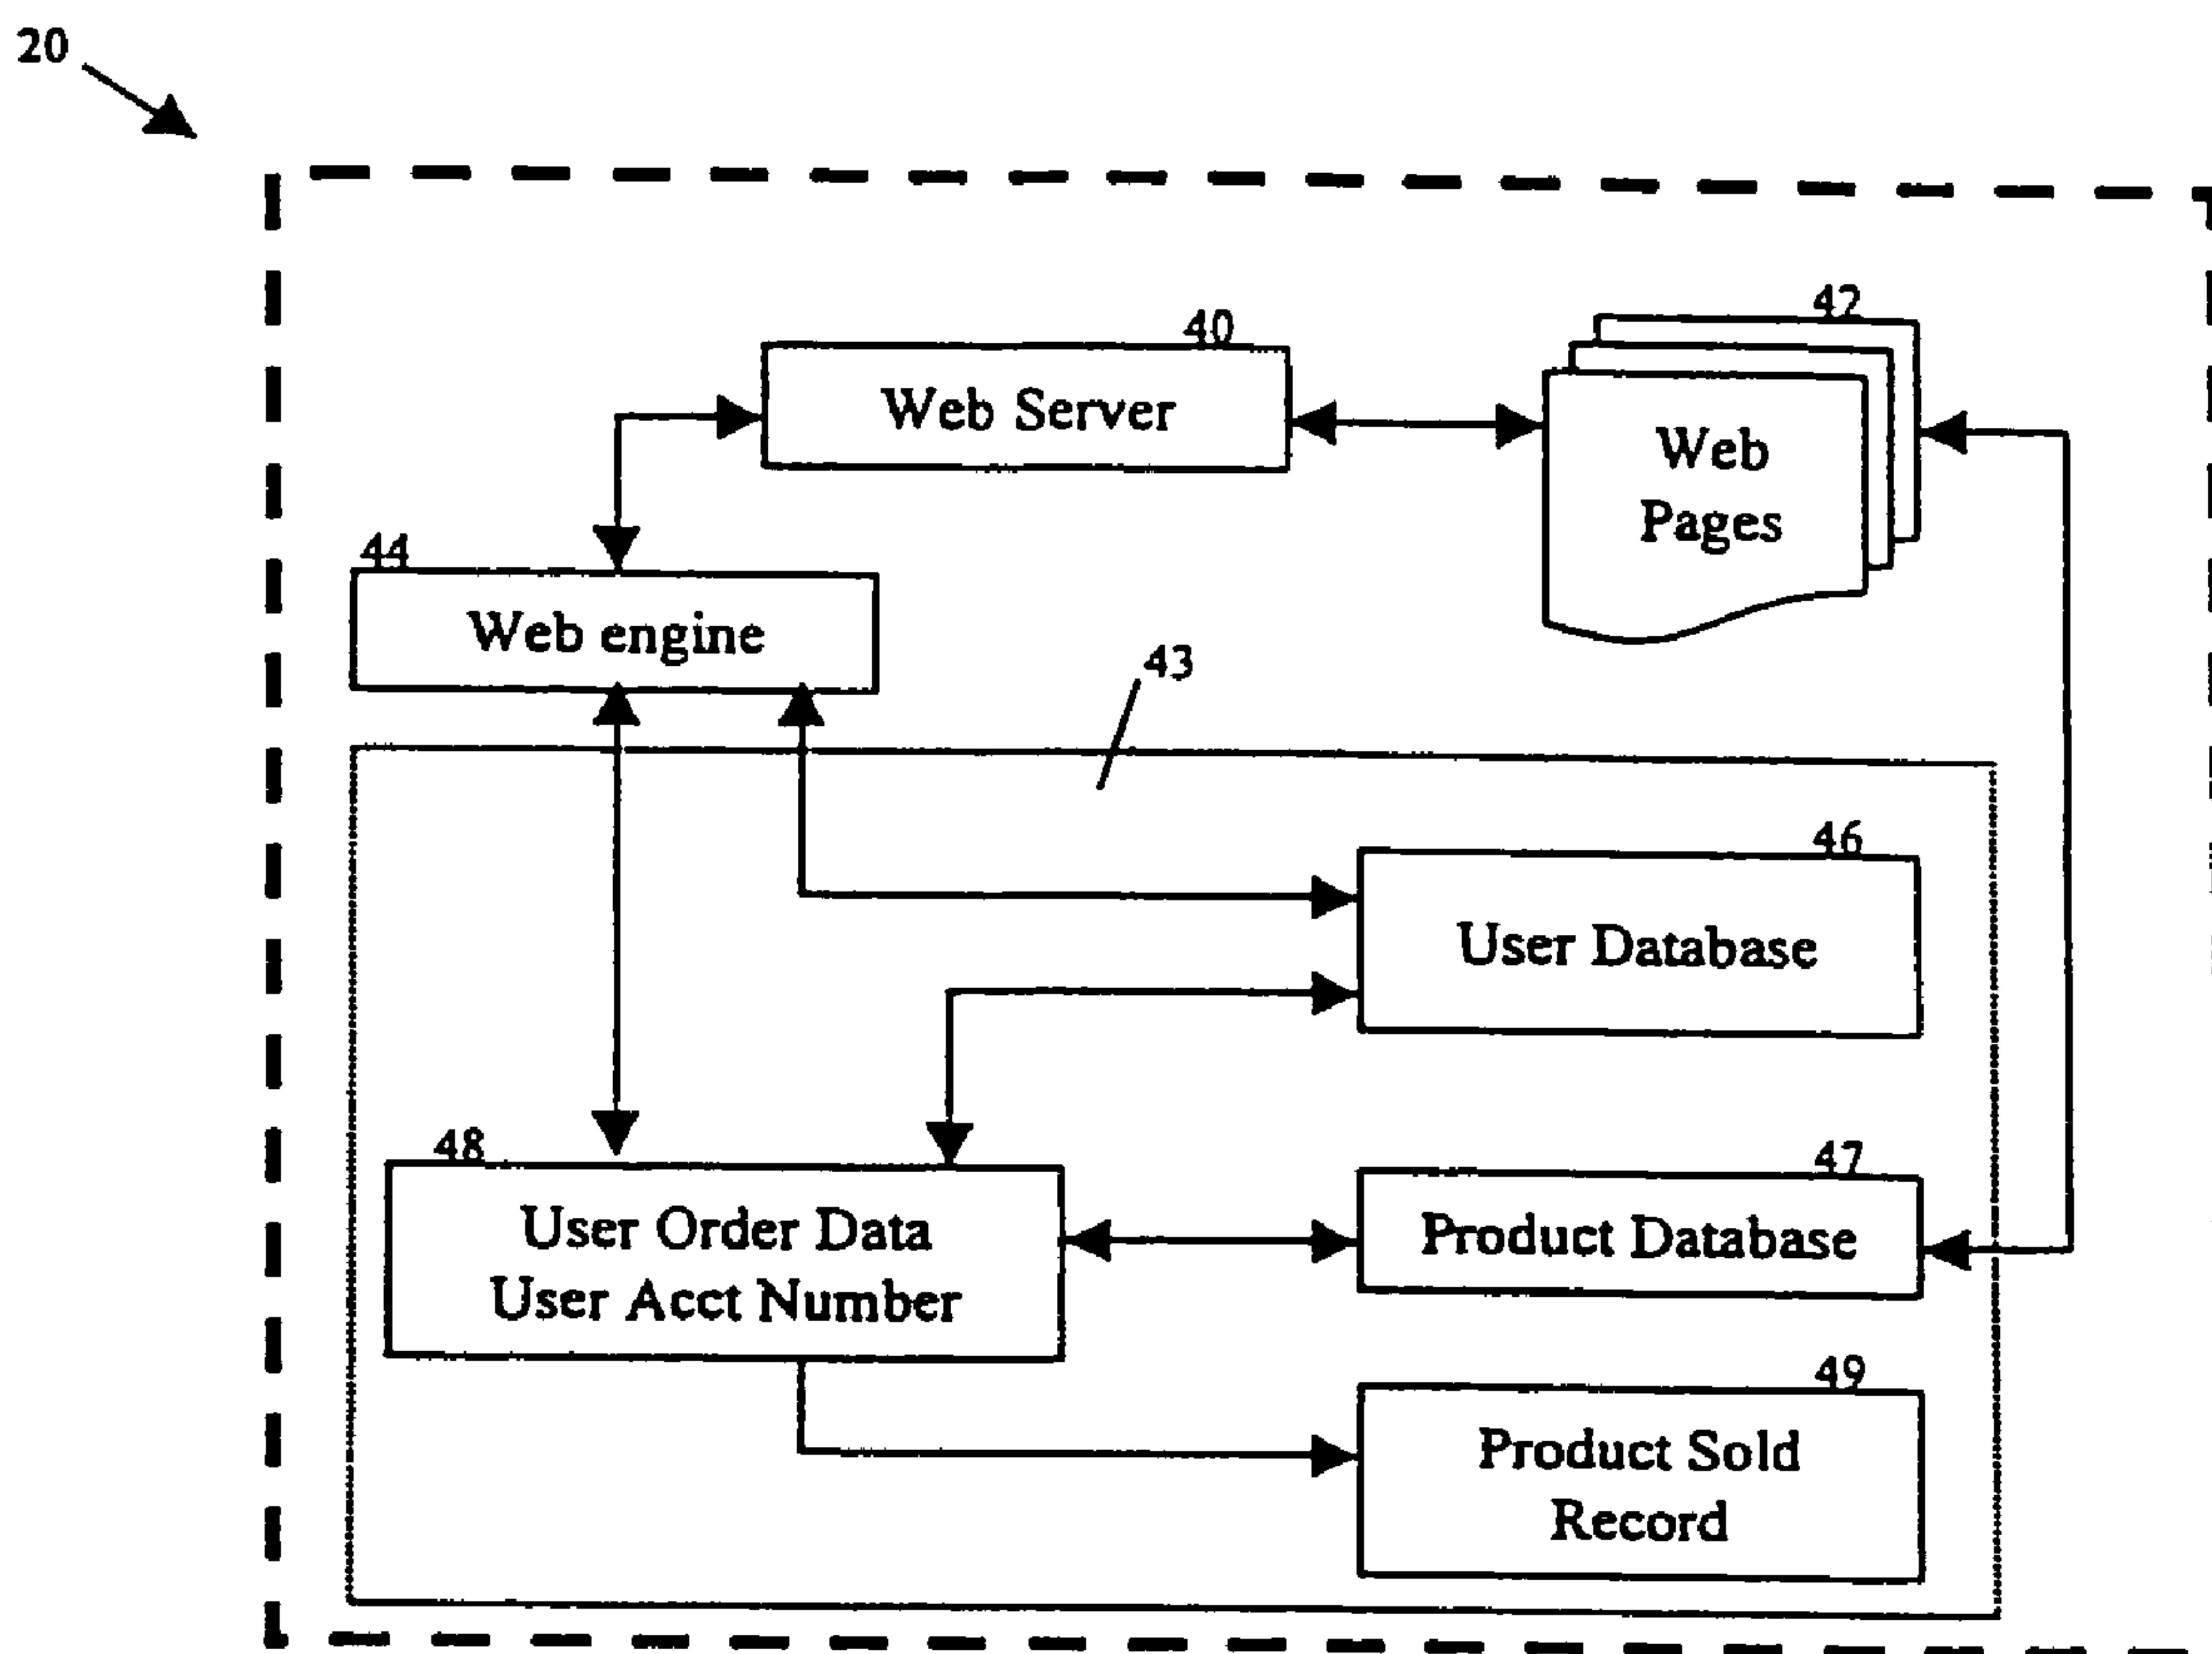 20
40
Web Server
42
Web
Pages
44
Web engine
43
46
User Database
48
User Order Data
User Acct Number
47
Product Database
49
Product Sold
Record